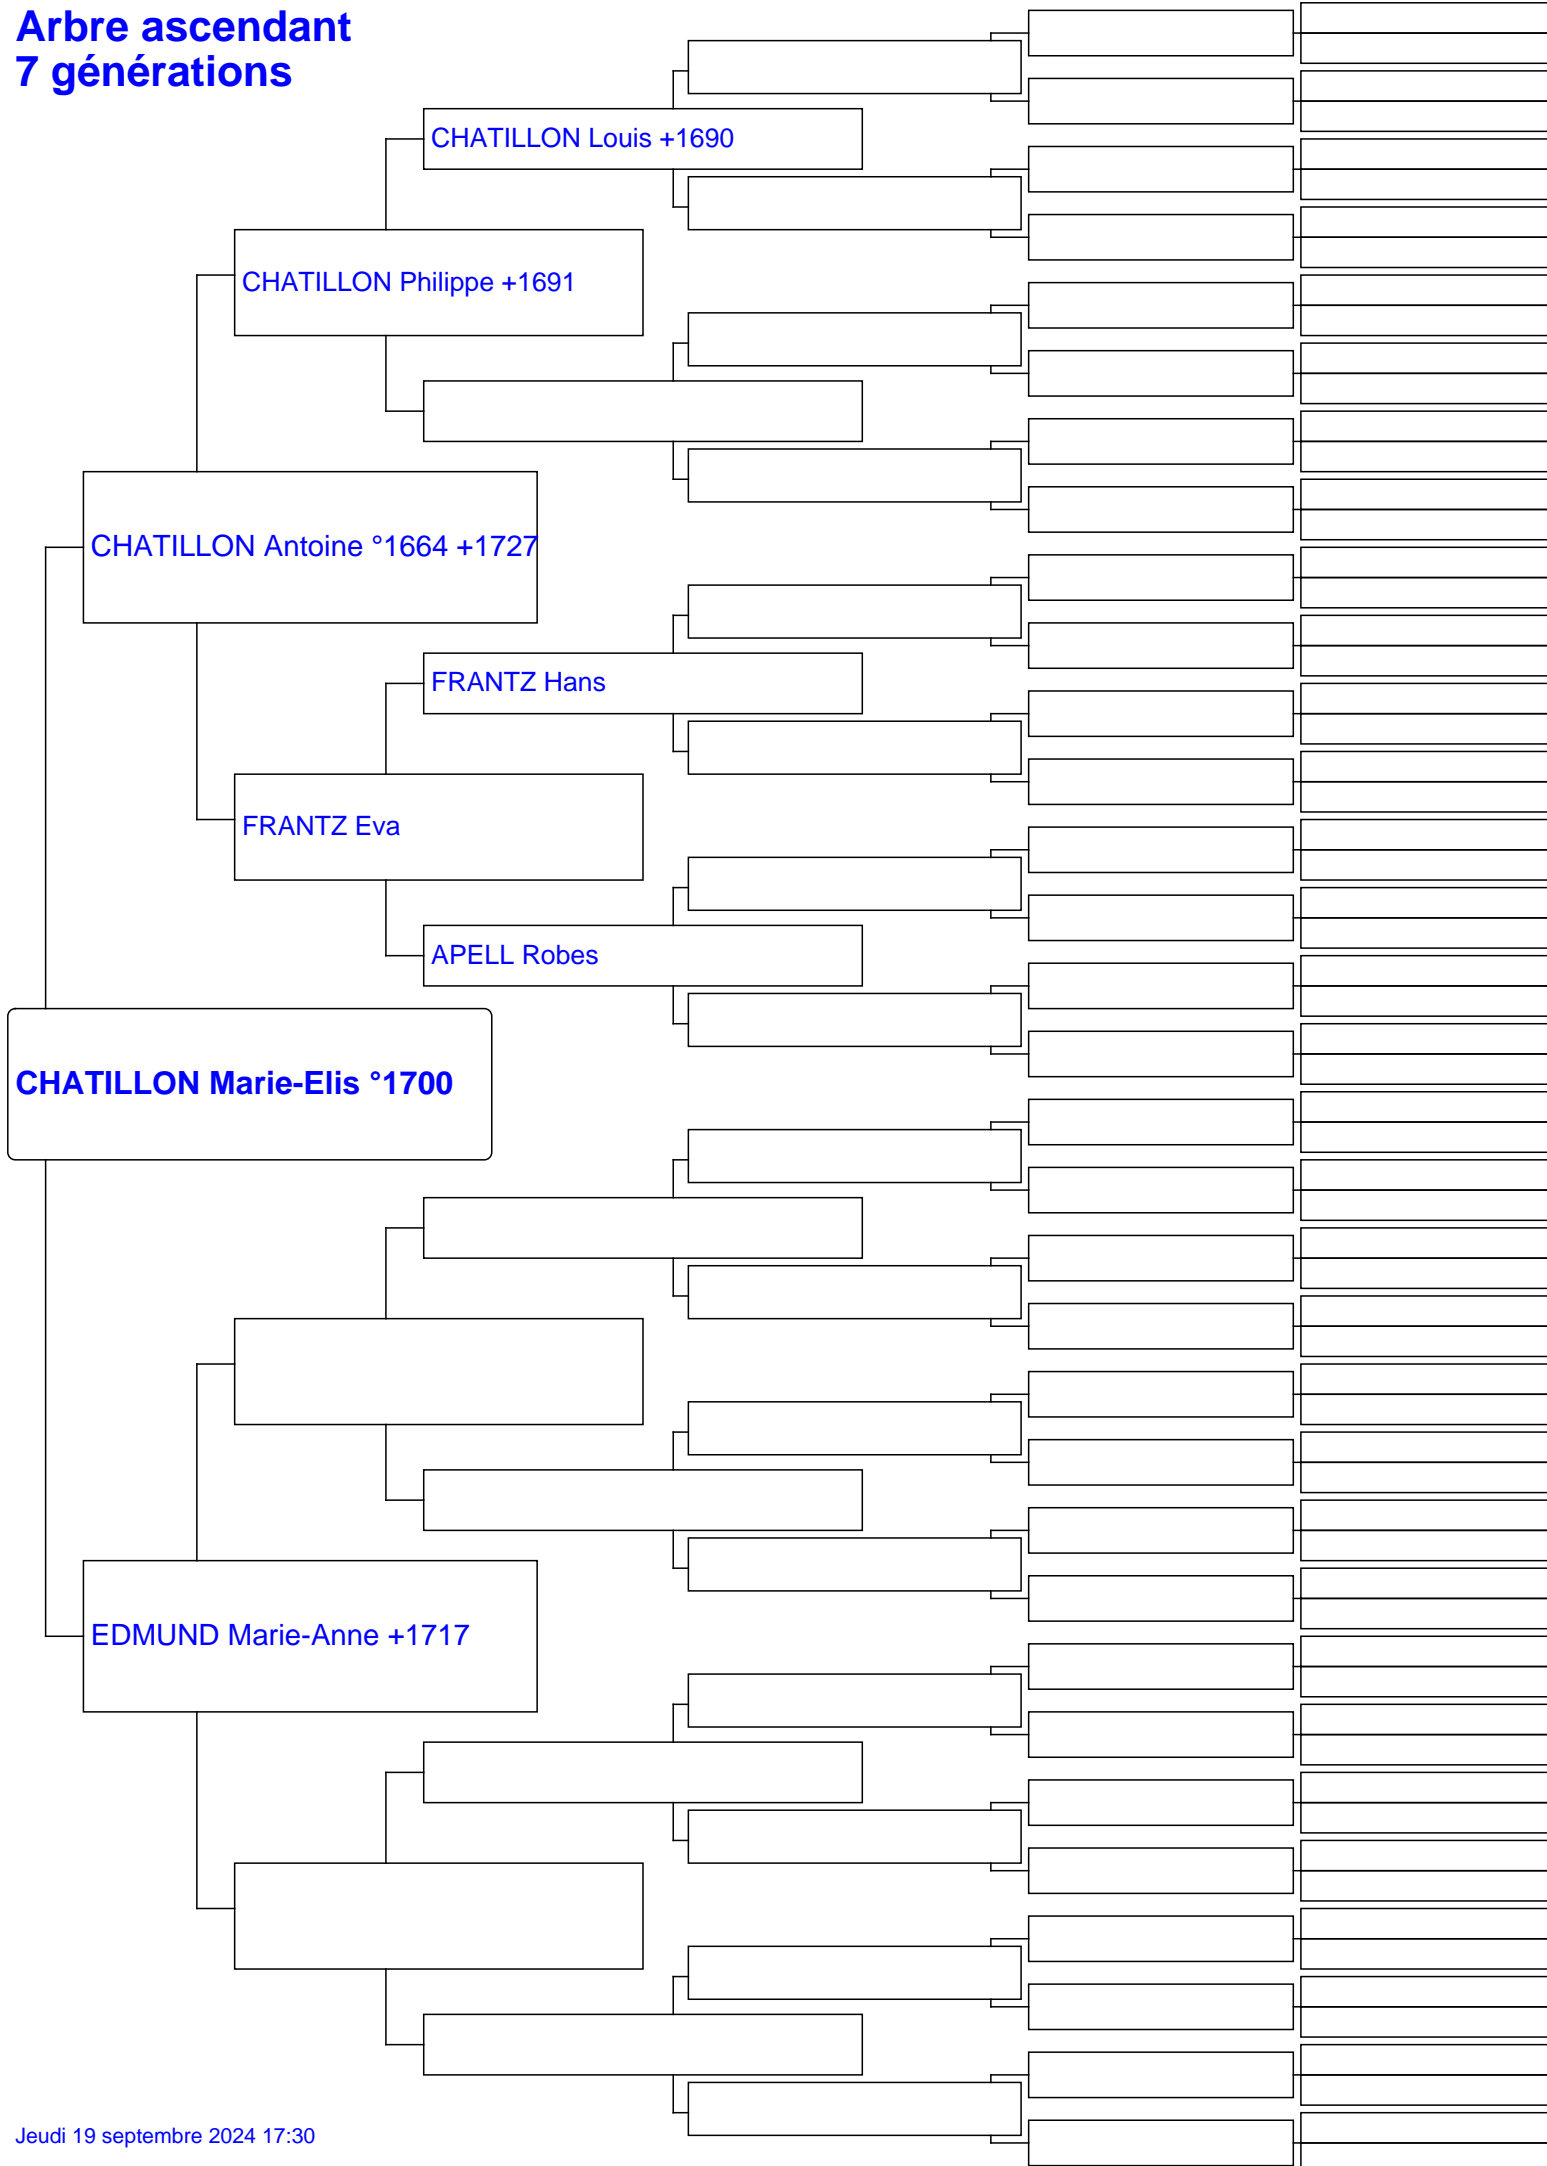 Arbre ascendant
7 générations
CHATILLON Louis +1690
CHATILLON Philippe +1691
CHATILLON Antoine °1664 +1727
FRANTZ Hans
FRANTZ Eva
APELL Robes
CHATILLON Marie-Elis °1700
EDMUND Marie-Anne +1717
Jeudi 19 septembre 2024 17:30